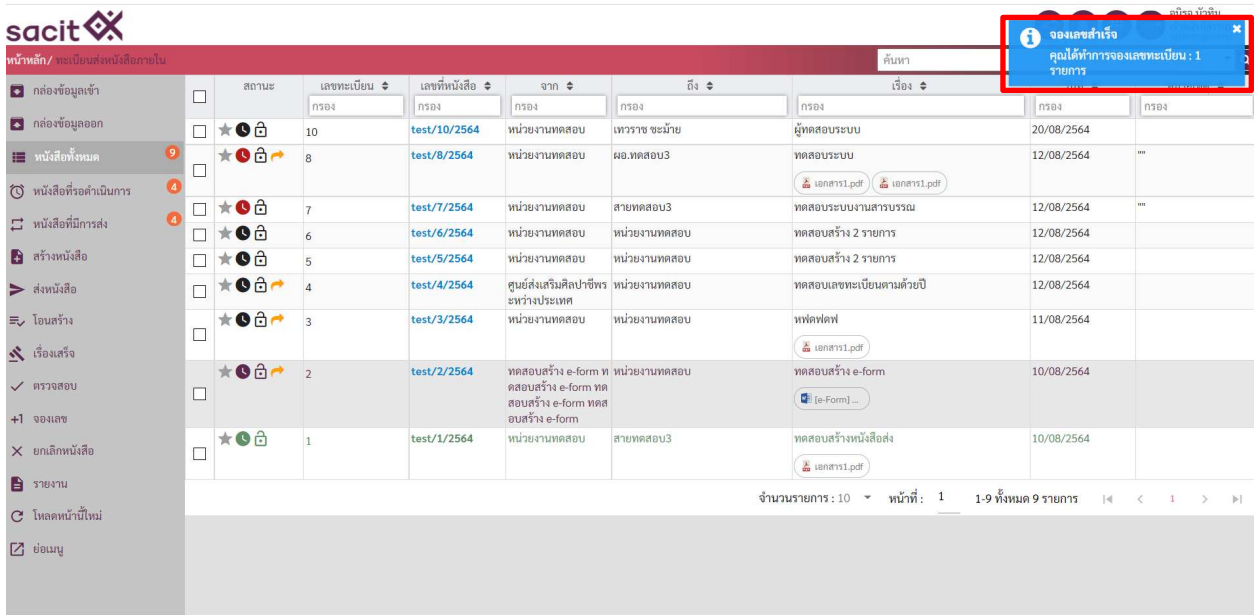 sacit
จองเลขสำเร็จ
คุณได้ทำการจองเลขทะเบียน : 1
รายการ
หน้าหลัก/ ทะเบียนส่งหนังสือภายใน
ค้นหา
กล่องข้อมูลเข้า
กล่องข้อมูลออก
หนังสือทั้งหมด 9
หนังสือที่รอดำเนินการ 4
หนังสือที่มีการส่ง 4
สร้างหนังสือ
ส่งหนังสือ
โอนสร้าง
เรื่องเสร็จ
ตรวจสอบ
+1 จองเลข
ยกเลิกหนังสือ
รายงาน
โหลดหน้านี้ใหม่
ย่อเมนู
สถานะ เลขทะเบียน เลขที่หนังสือ จาก ถึง เรื่อง
กรอง กรอง กรอง กรอง กรอง กรอง กรอง
10 test/10/2564 หน่วยงานทดสอบ เทวราช ชะม้าย ผู้ทดสอบระบบ 20/08/2564
8 test/8/2564 หน่วยงานทดสอบ ผอ.ทดสอบ3 ทดสอบระบบ 12/08/2564 ""
เอกสาร1.pdf เอกสาร1.pdf
7 test/7/2564 หน่วยงานทดสอบ สายทดสอบ3 ทดสอบระบบงานสารบรรณ 12/08/2564 ""
6 test/6/2564 หน่วยงานทดสอบ หน่วยงานทดสอบ ทดสอบสร้าง 2 รายการ 12/08/2564
5 test/5/2564 หน่วยงานทดสอบ หน่วยงานทดสอบ ทดสอบสร้าง 2 รายการ 12/08/2564
4 test/4/2564 ศูนย์ส่งเสริมศิลปาชีพร หน่วยงานทดสอบ ทดสอบเลขทะเบียนตามด้วยปี 12/08/2564
ะหว่างประเทศ
3 test/3/2564 หน่วยงานทดสอบ หน่วยงานทดสอบ หฟดฟดฟ 11/08/2564
เอกสาร1.pdf
2 test/2/2564 ทดสอบสร้าง e-form ท หน่วยงานทดสอบ ทดสอบสร้าง e-form 10/08/2564
ดสอบสร้าง e-form ทด
สอบสร้าง e-form ทดส [e-Form] ...
อบสร้าง e-form
1 test/1/2564 หน่วยงานทดสอบ สายทดสอบ3 ทดสอบสร้างหนังสือส่ง 10/08/2564
เอกสาร1.pdf
จำนวนรายการ : 10 หน้าที่ : 1 1-9 ทั้งหมด 9 รายการ 1